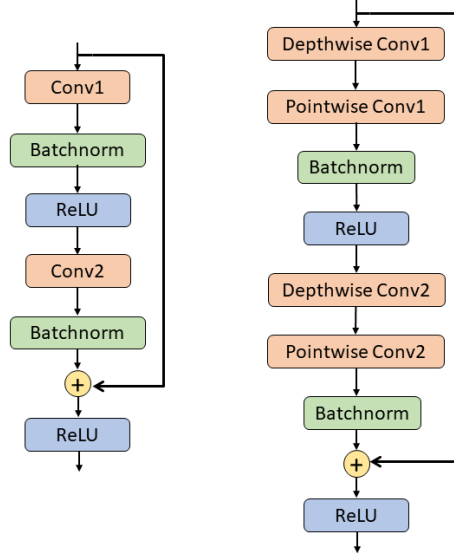 Conv1
Batchnorm
ReLU
Conv2
Batchnorm
+
ReLU
Depthwise Conv1
Pointwise Conv1
Batchnorm
ReLU
Depthwise Conv2
Pointwise Conv2
Batchnorm
+
ReLU